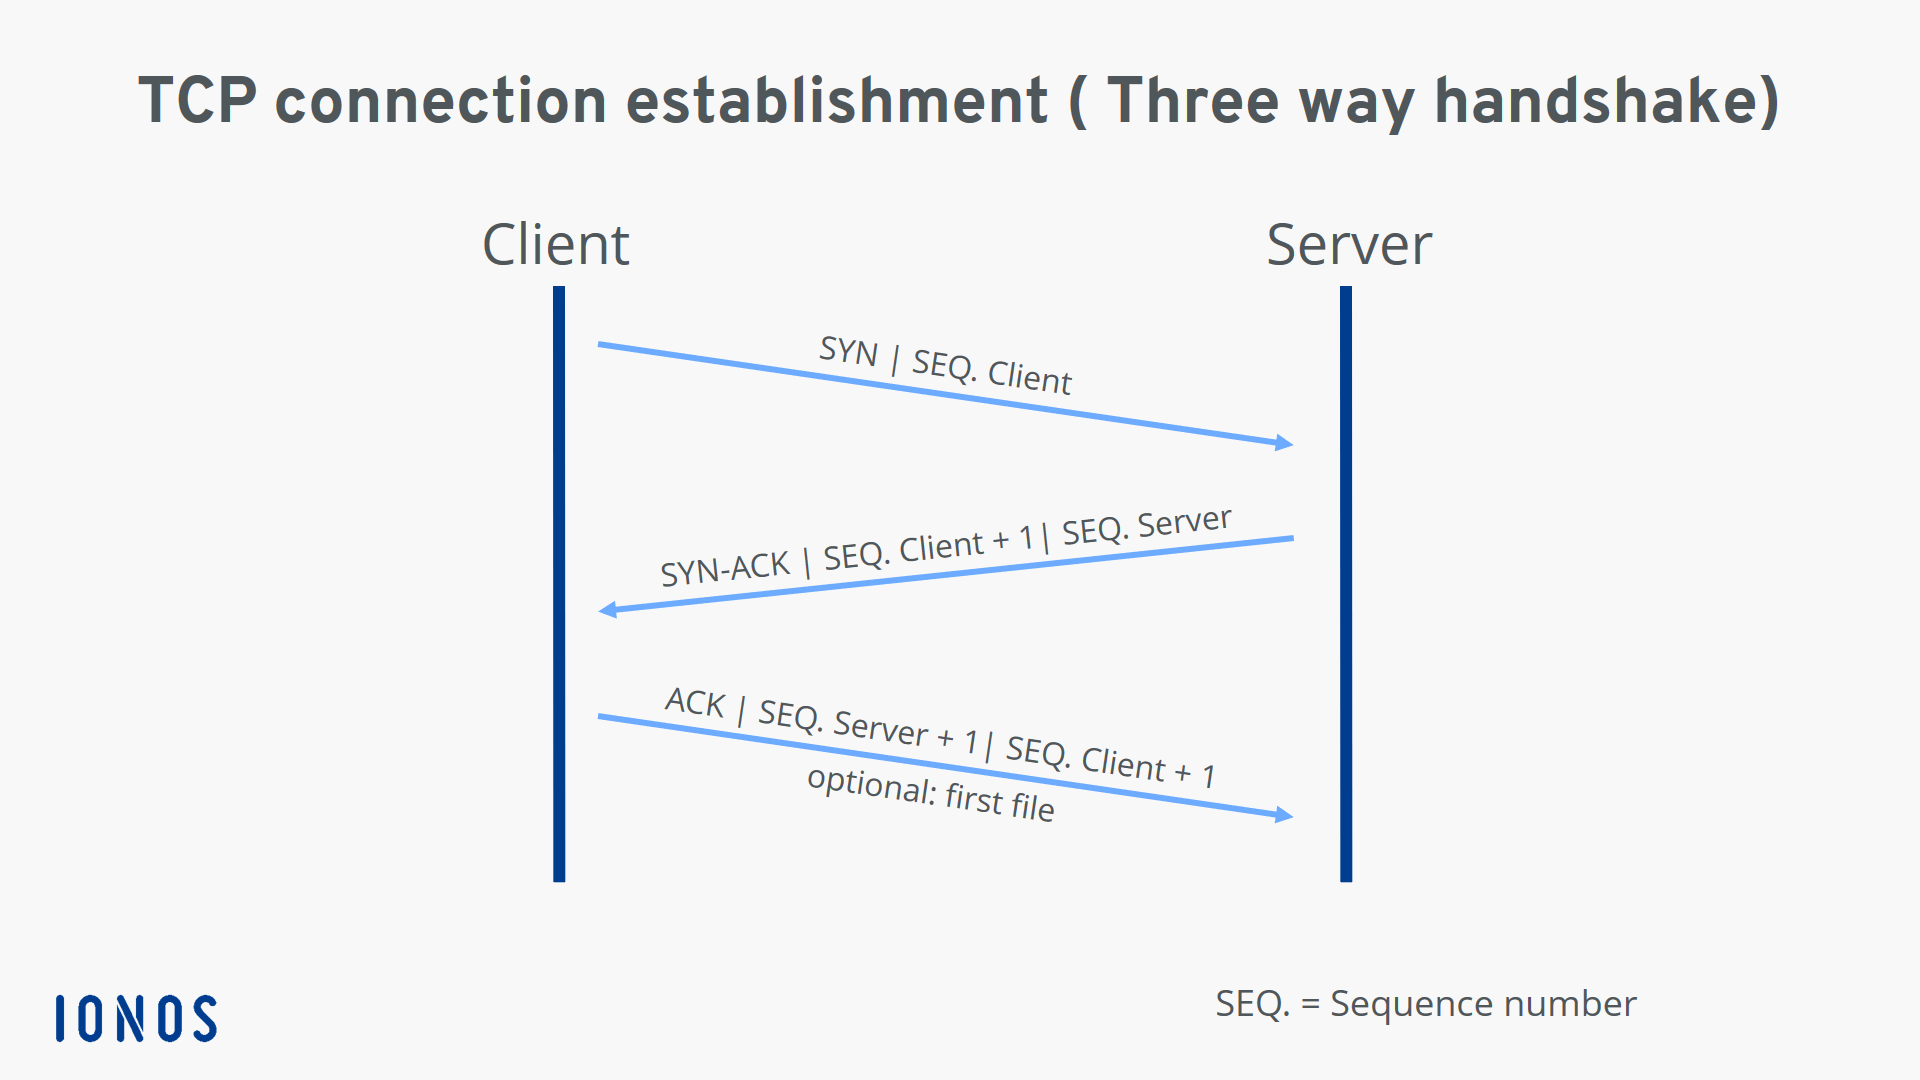 TCP connection establishment ( Three way handshake)
Client
Server
SYN | SEQ. Client
SYN-ACK | SEQ. Client + 1| SEQ. Server
ACK | SEQ. Server + 1| SEQ. Client + 1
optional: first file
IONOS
SEQ. = Sequence number